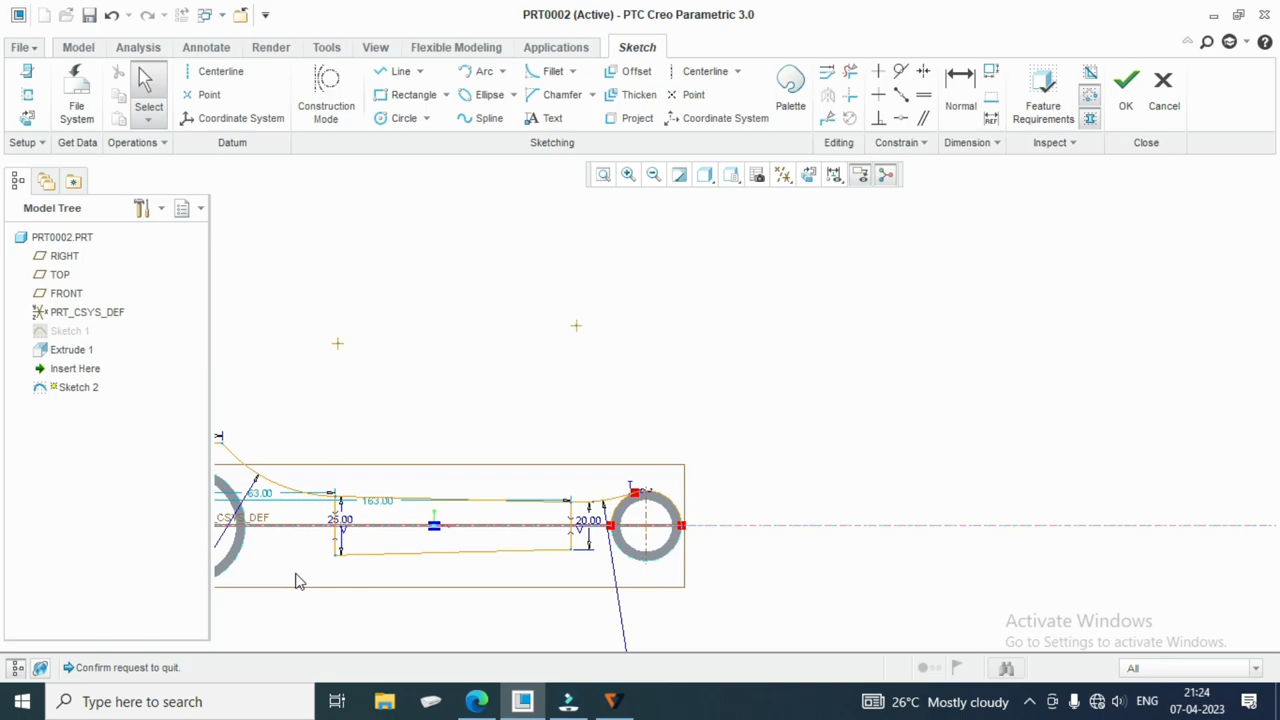 PRT0002 (Active) - PTC Creo Parametric 3.0
File Model Analysis Annotate Render Tools View Flexible Modeling Applications Sketch
Centerline Line Arc Fillet Offset Centerline
Point Rectangle Ellipse Chamfer Thicken Point
Coordinate System Circle Spline Text Project Coordinate System
File System
Select
Construction Mode
Palette
Normal
REF
Feature Requirements
OK Cancel
Setup Get Data Operations Datum Sketching Editing Constrain Dimension Inspect Close
Model Tree
PRT0002.PRT
RIGHT
TOP
FRONT
PRT_CSYS_DEF
Sketch 1
Extrude 1
Insert Here
Sketch 2
63.00
163.00
T
CSYS_DEF
25.00
V
20.00
V
Activate Windows
Go to Settings to activate Windows.
Confirm request to quit.
All
Type here to search
26°C Mostly cloudy
ENG
21:24
07-04-2023